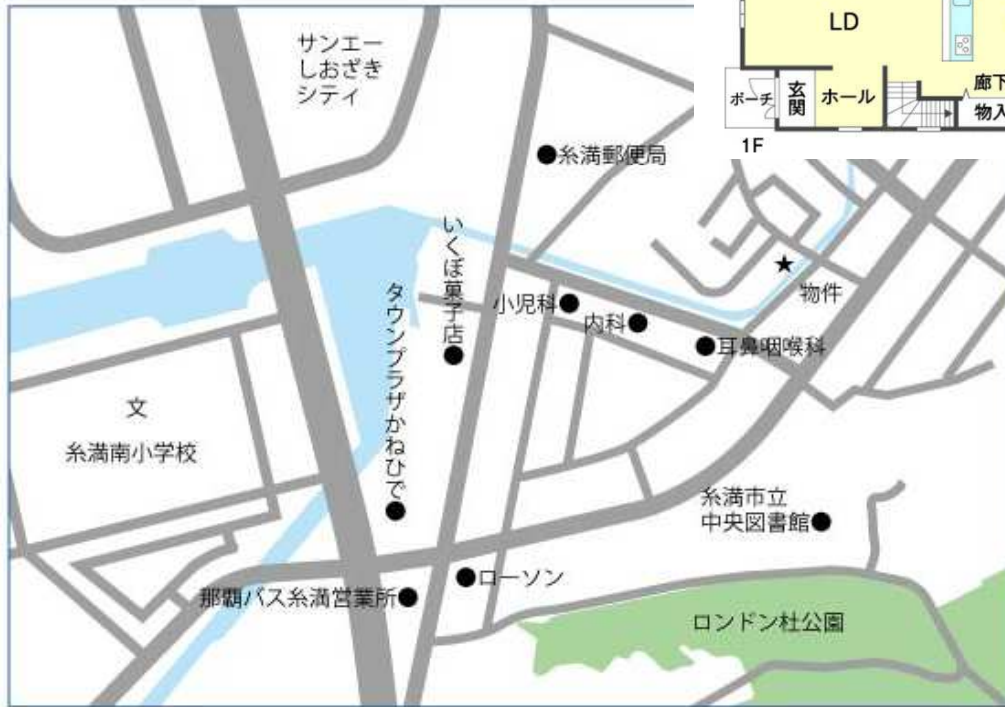 サンエー
しおざき
シティ
LD
ポーチ
玄関
ホール
廊下
物入
1F
糸満郵便局
いくぼ菓子店
タウンプラザかねひで
小児科
内科
耳鼻咽喉科
★
物件
文
糸満南小学校
糸満市立
中央図書館
ローソン
那覇バス糸満営業所
ロンドン杜公園